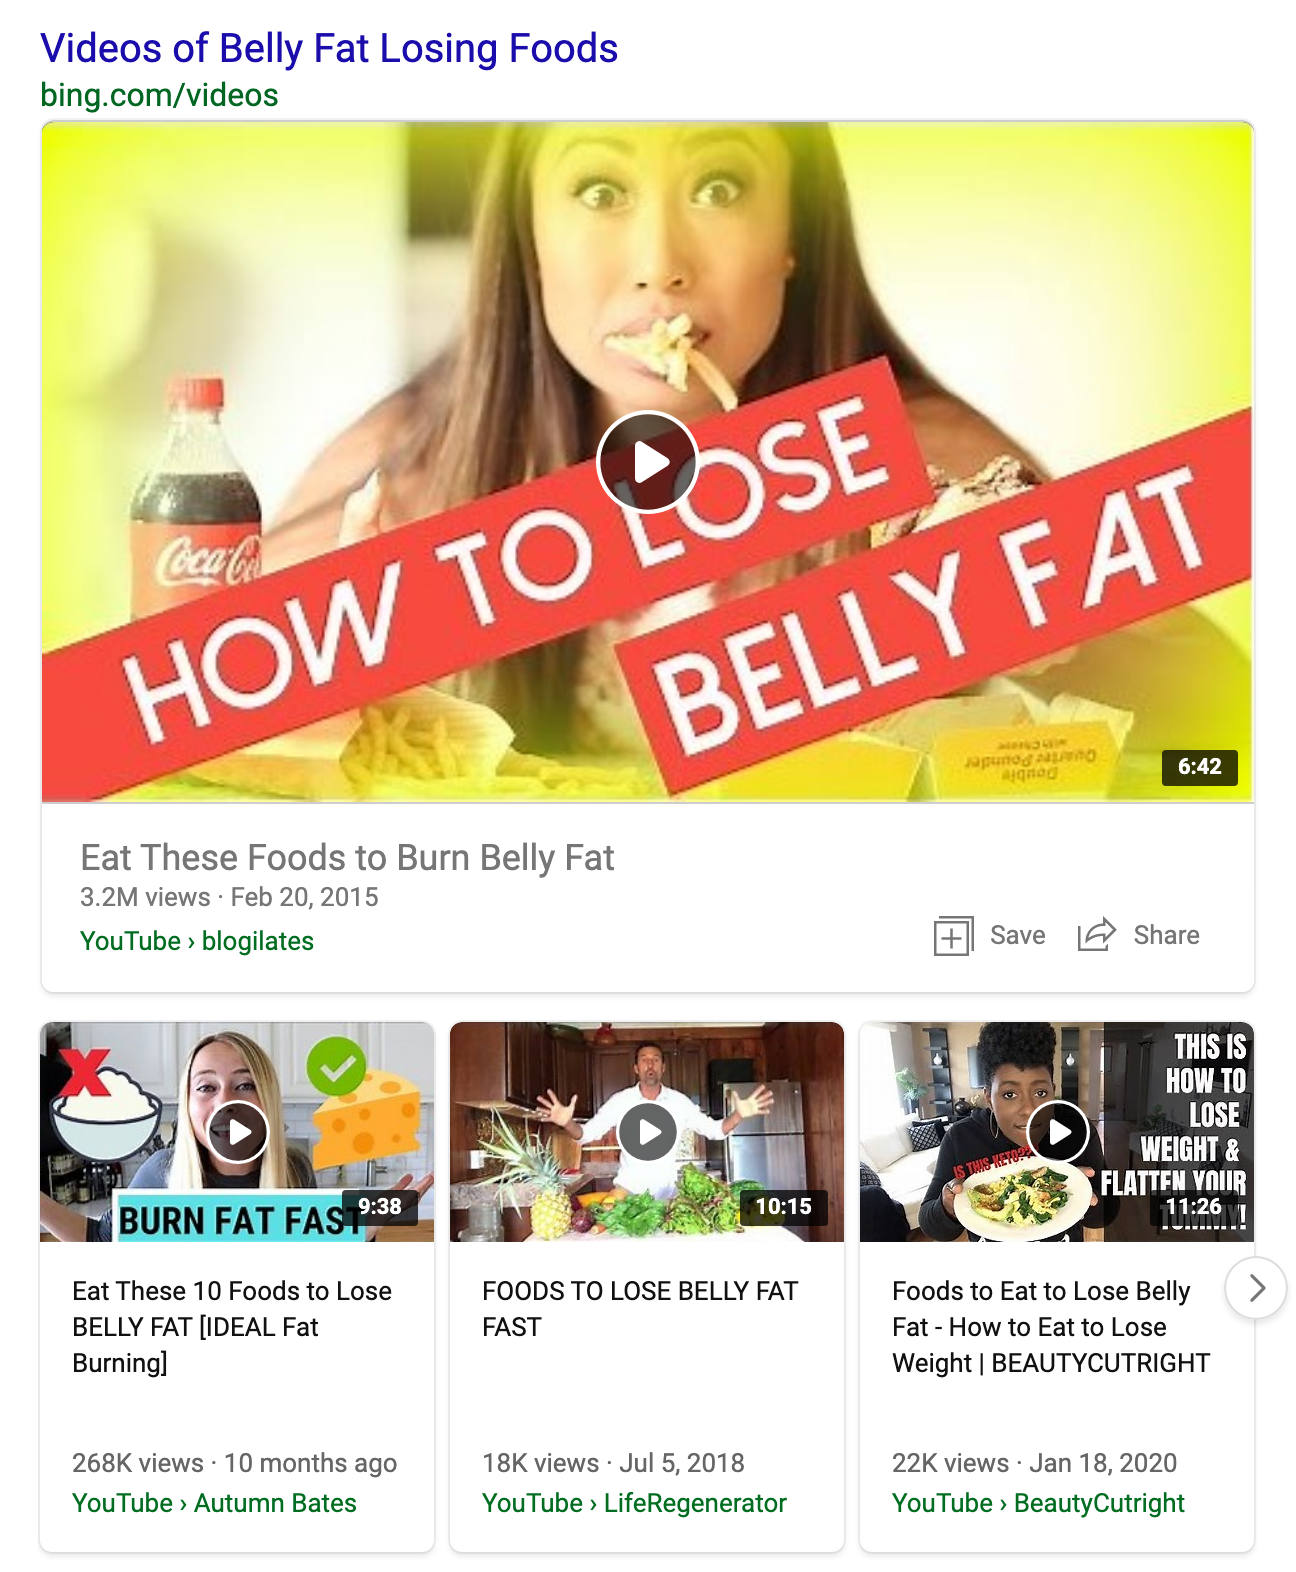 Videos of Belly Fat Losing Foods
bing.com/videos
Coca-Co
HOW TO LOSE
BELLY FAT
Double
Quarter Pounder
with Cheese
6:42
Eat These Foods to Burn Belly Fat
3.2M views · Feb 20, 2015
YouTube › blogilates
Save
Share
BURN FAT FAST
9:38
Eat These 10 Foods to Lose
BELLY FAT [IDEAL Fat
Burning]
268K views · 10 months ago
YouTube › Autumn Bates
10:15
FOODS TO LOSE BELLY FAT
FAST
18K views · Jul 5, 2018
YouTube › LifeRegenerator
THIS IS
HOW TO
LOSE
WEIGHT &
FLATTEN YOUR
TUMMY!
IS THIS KETO??
11:26
Foods to Eat to Lose Belly
Fat - How to Eat to Lose
Weight | BEAUTYCUTRIGHT
22K views · Jan 18, 2020
YouTube › BeautyCutright